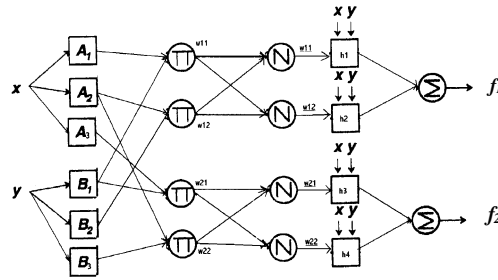 x y
A1
w11
w11
h1
Π
N
x
A2
x y
Σ
f1
A3
Π
w12
N
w12
h2
x y
y
B1
Π
w21
N
w21
h3
B2
x y
Σ
f2
B3
Π
w22
N
w22
h4